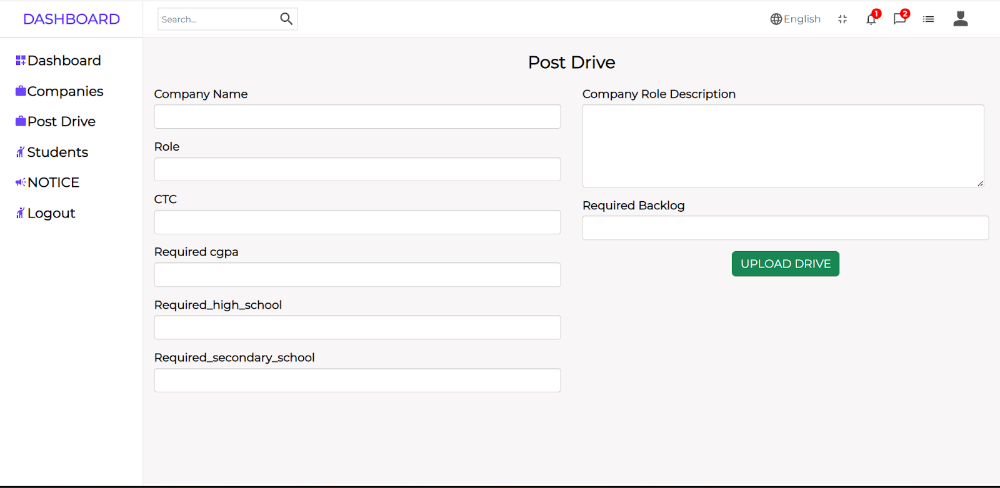 DASHBOARD
Search...
English
1
2
Dashboard
Companies
Post Drive
Students
NOTICE
Logout
Post Drive
Company Name
Role
CTC
Required cgpa
Required_high_school
Required_secondary_school
Company Role Description
Required Backlog
UPLOAD DRIVE